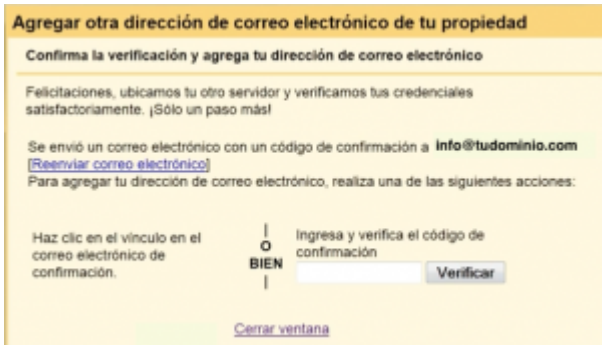 Agregar otra dirección de correo electrónico de tu propiedad
Confirma la verificación y agrega tu dirección de correo electrónico
Felicitaciones, ubicamos tu otro servidor y verificamos tus credenciales
satisfactoriamente. ¡Sólo un paso más!
Se envió un correo electrónico con un código de confirmación a info@tudominio.com
[Reenviar correo electrónico]
Para agregar tu dirección de correo electrónico, realiza una de las siguientes acciones:
Haz clic en el vínculo en el
correo electrónico de
confirmación.
|
O
BIEN
|
Ingresa y verifica el código de
confirmación
Verificar
Cerrar ventana